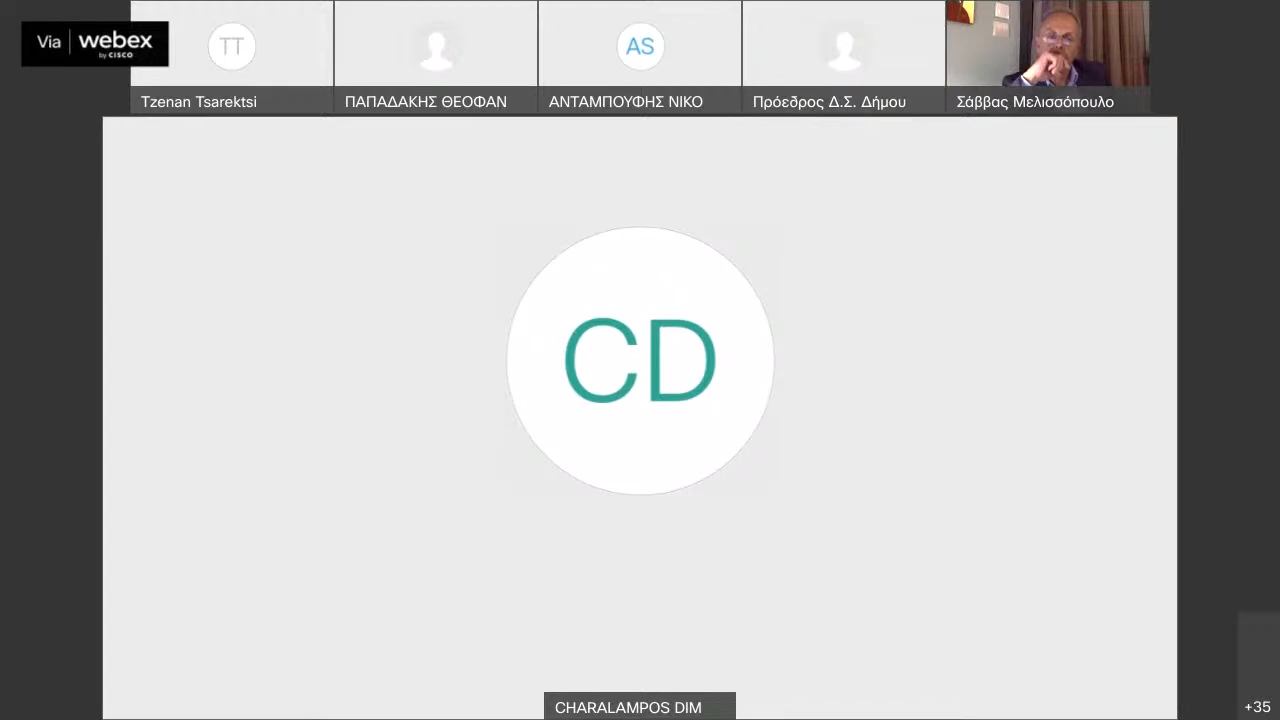 Via webex
by CISCO
TT
AS
Tzenan Tsarektsi
ΠΑΠΑΔΑΚΗΣ ΘΕΟΦΑΝ
ΑΝΤΑΜΠΟΥΦΗΣ ΝΙΚΟ
Πρόεδρος Δ.Σ. Δήμου
Σάββας Μελισσόπουλο
CD
CHARALAMPOS DIM
+35